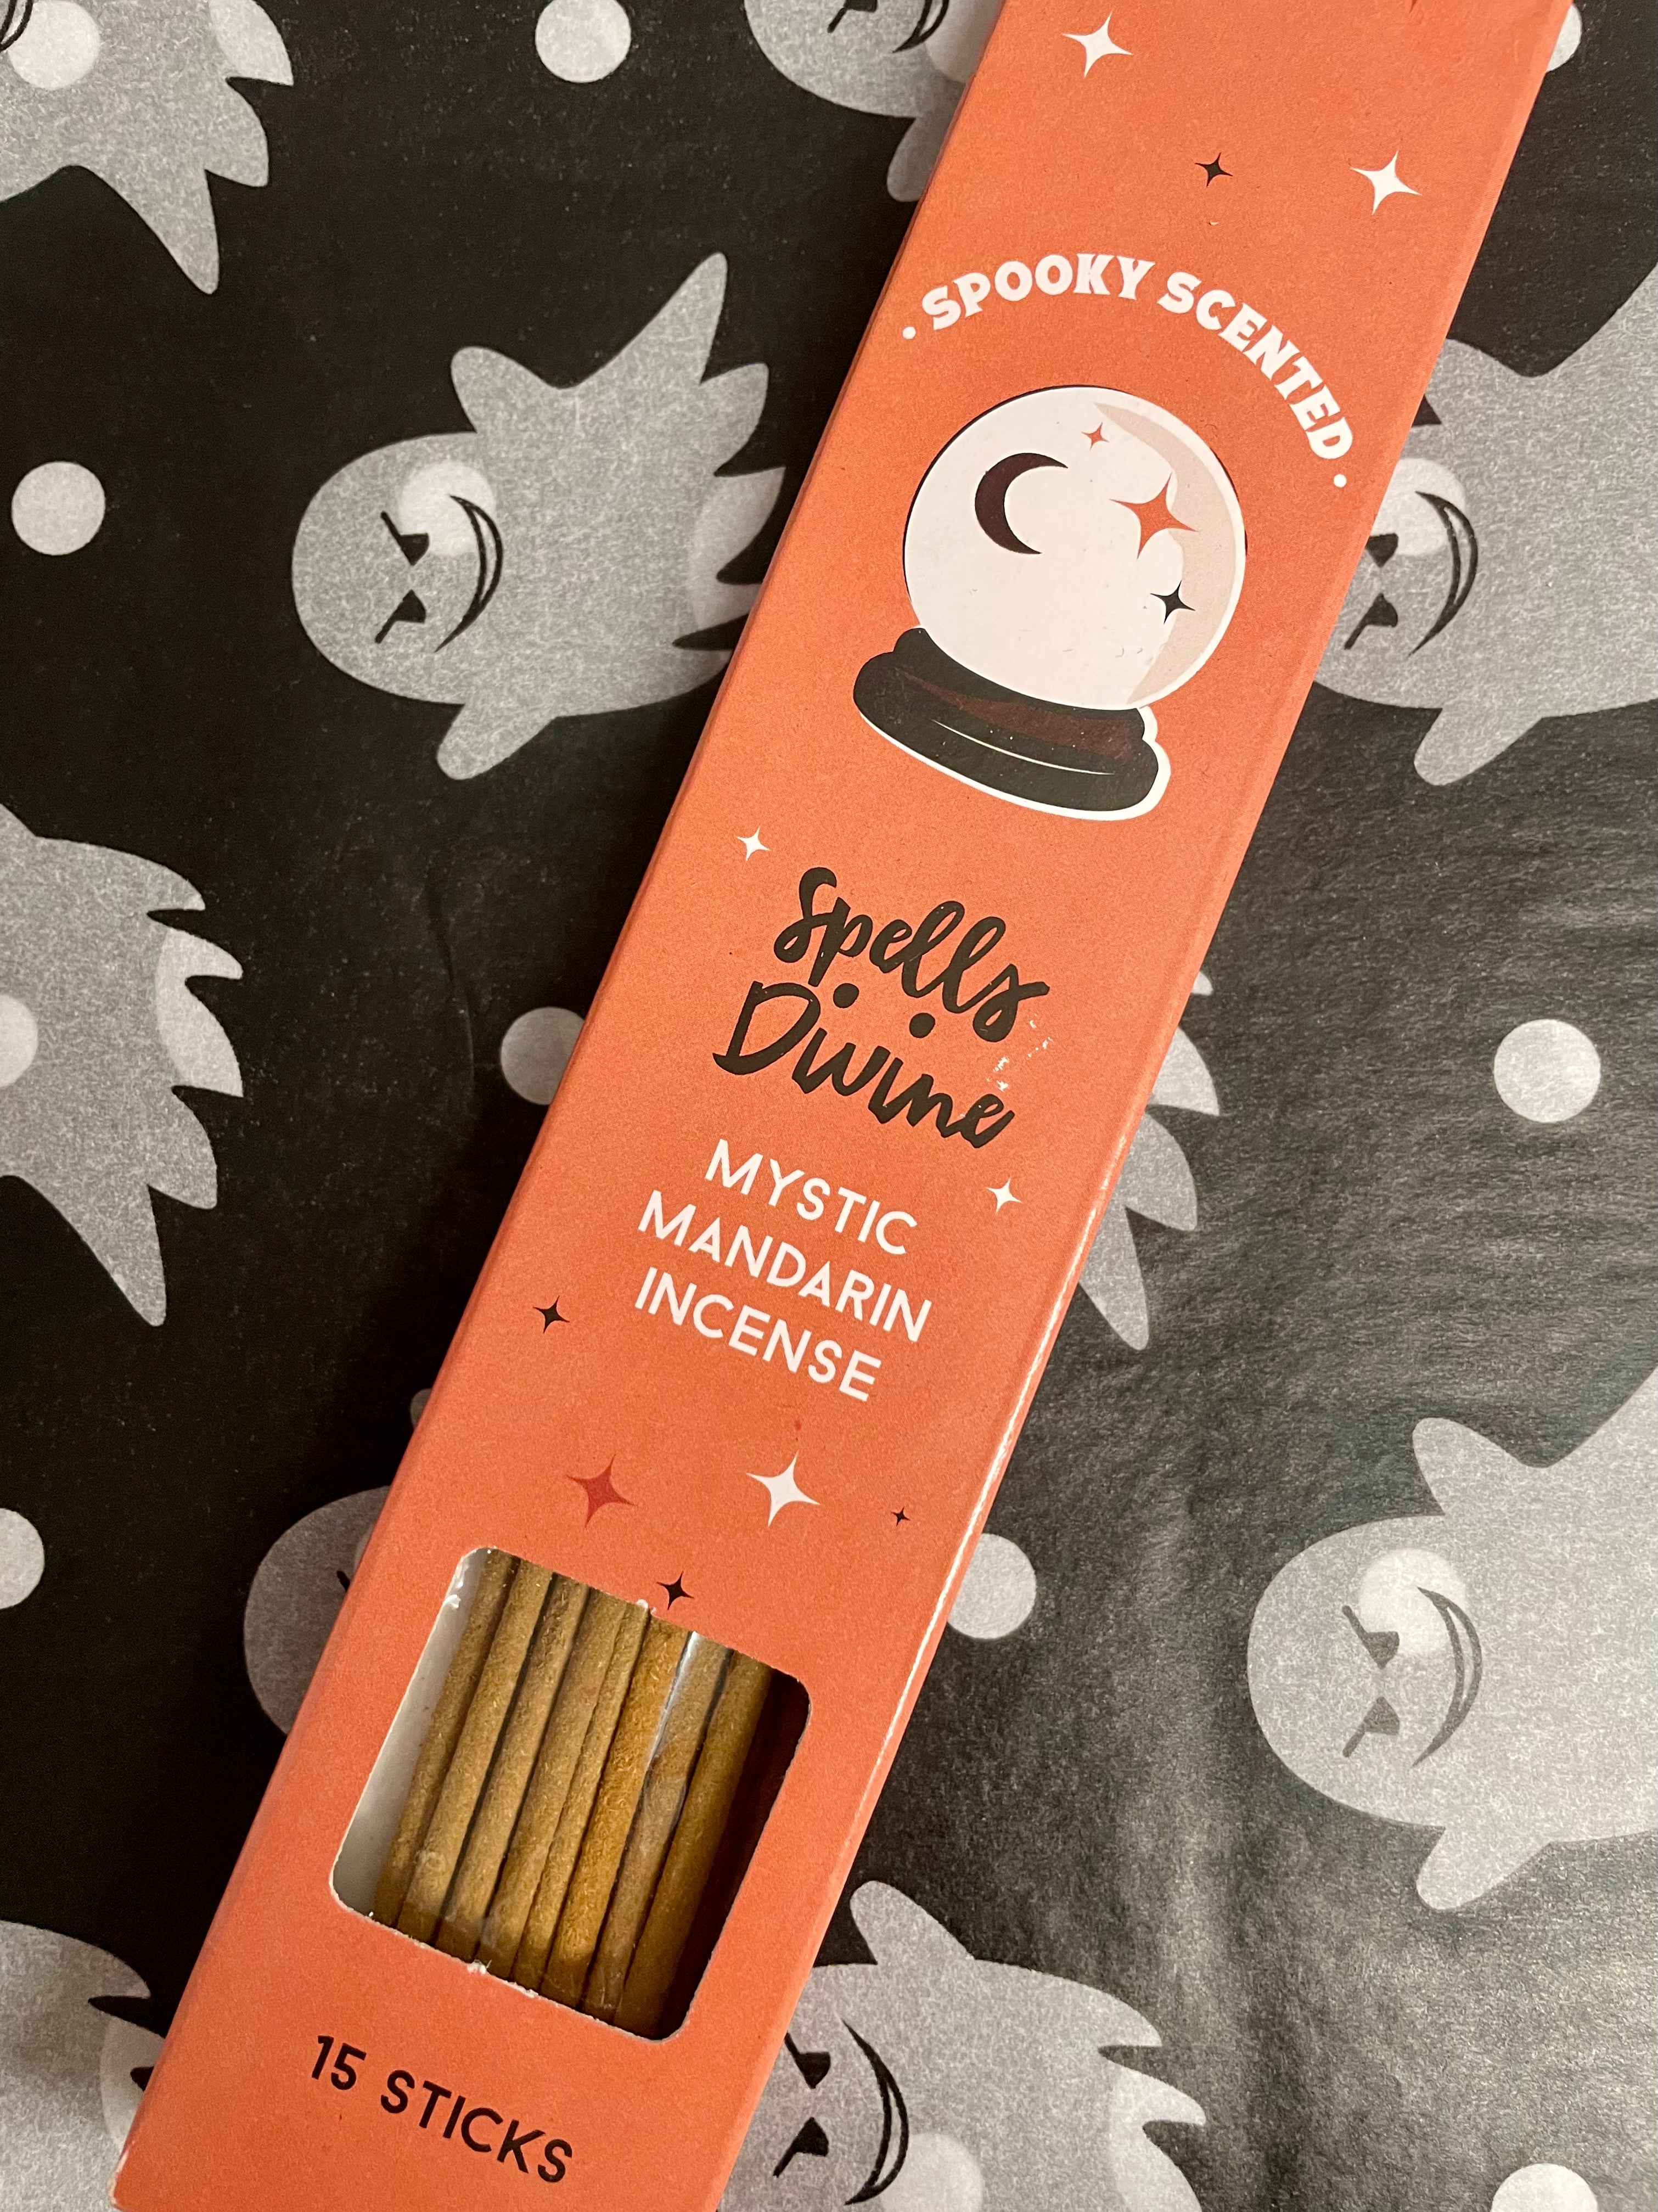 • SPOOKY SCENTED •
Spells
Divine
MYSTIC
MANDARIN
INCENSE
15 STICKS